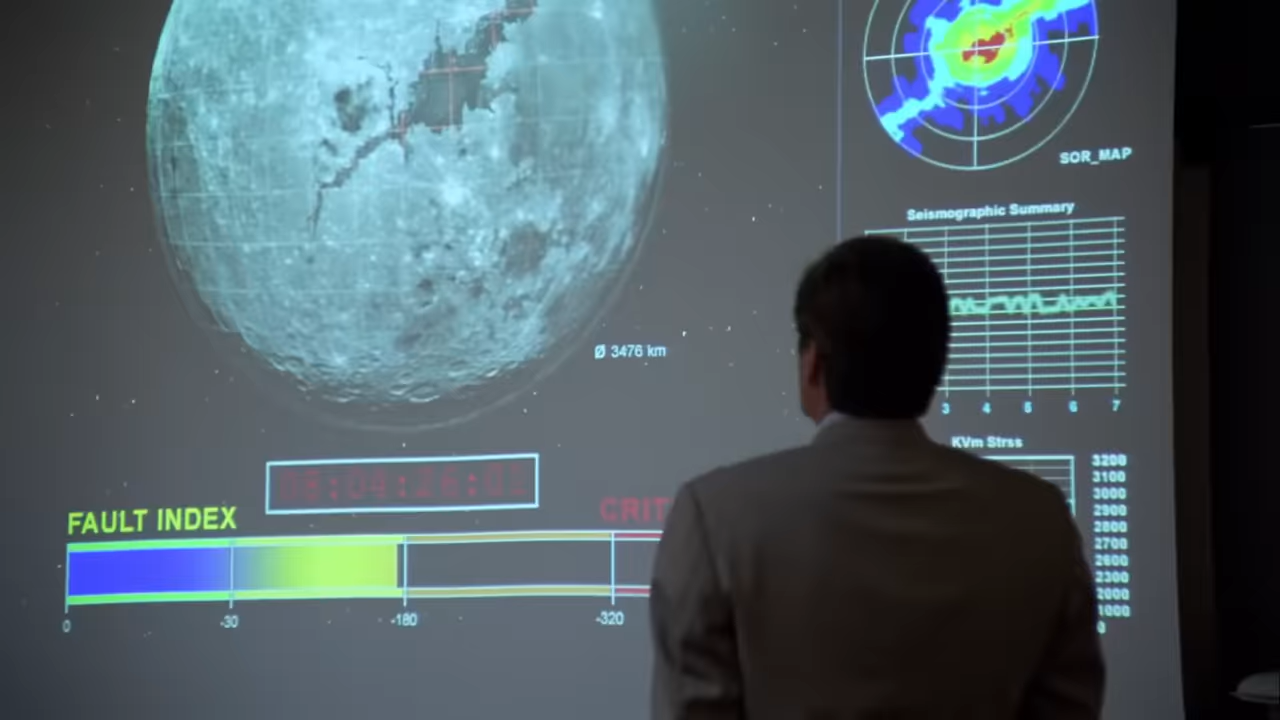 SOR_MAP
Seismographic Summary
3 4 5 6 7
Ø 3476 km
KVm Strss
3200
3100
3000
2900
2800
2700
2600
2300
2000
1000
0
FAULT INDEX
0 -30 -180 -320